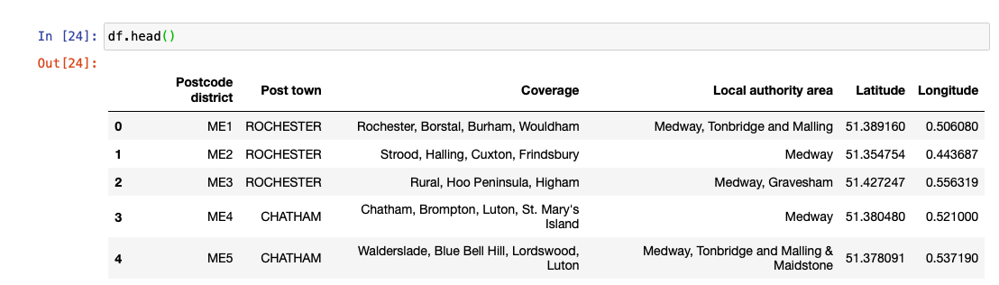 In [24]: df.head()
Out[24]:
Postcode district Post town Coverage Local authority area Latitude Longitude
0 ME1 ROCHESTER Rochester, Borstal, Burham, Wouldham Medway, Tonbridge and Malling 51.389160 0.506080
1 ME2 ROCHESTER Strood, Halling, Cuxton, Frindsbury Medway 51.354754 0.443687
2 ME3 ROCHESTER Rural, Hoo Peninsula, Higham Medway, Gravesham 51.427247 0.556319
3 ME4 CHATHAM Chatham, Brompton, Luton, St. Mary's Island Medway 51.380480 0.521000
4 ME5 CHATHAM Walderslade, Blue Bell Hill, Lordswood, Luton Medway, Tonbridge and Malling & Maidstone 51.378091 0.537190